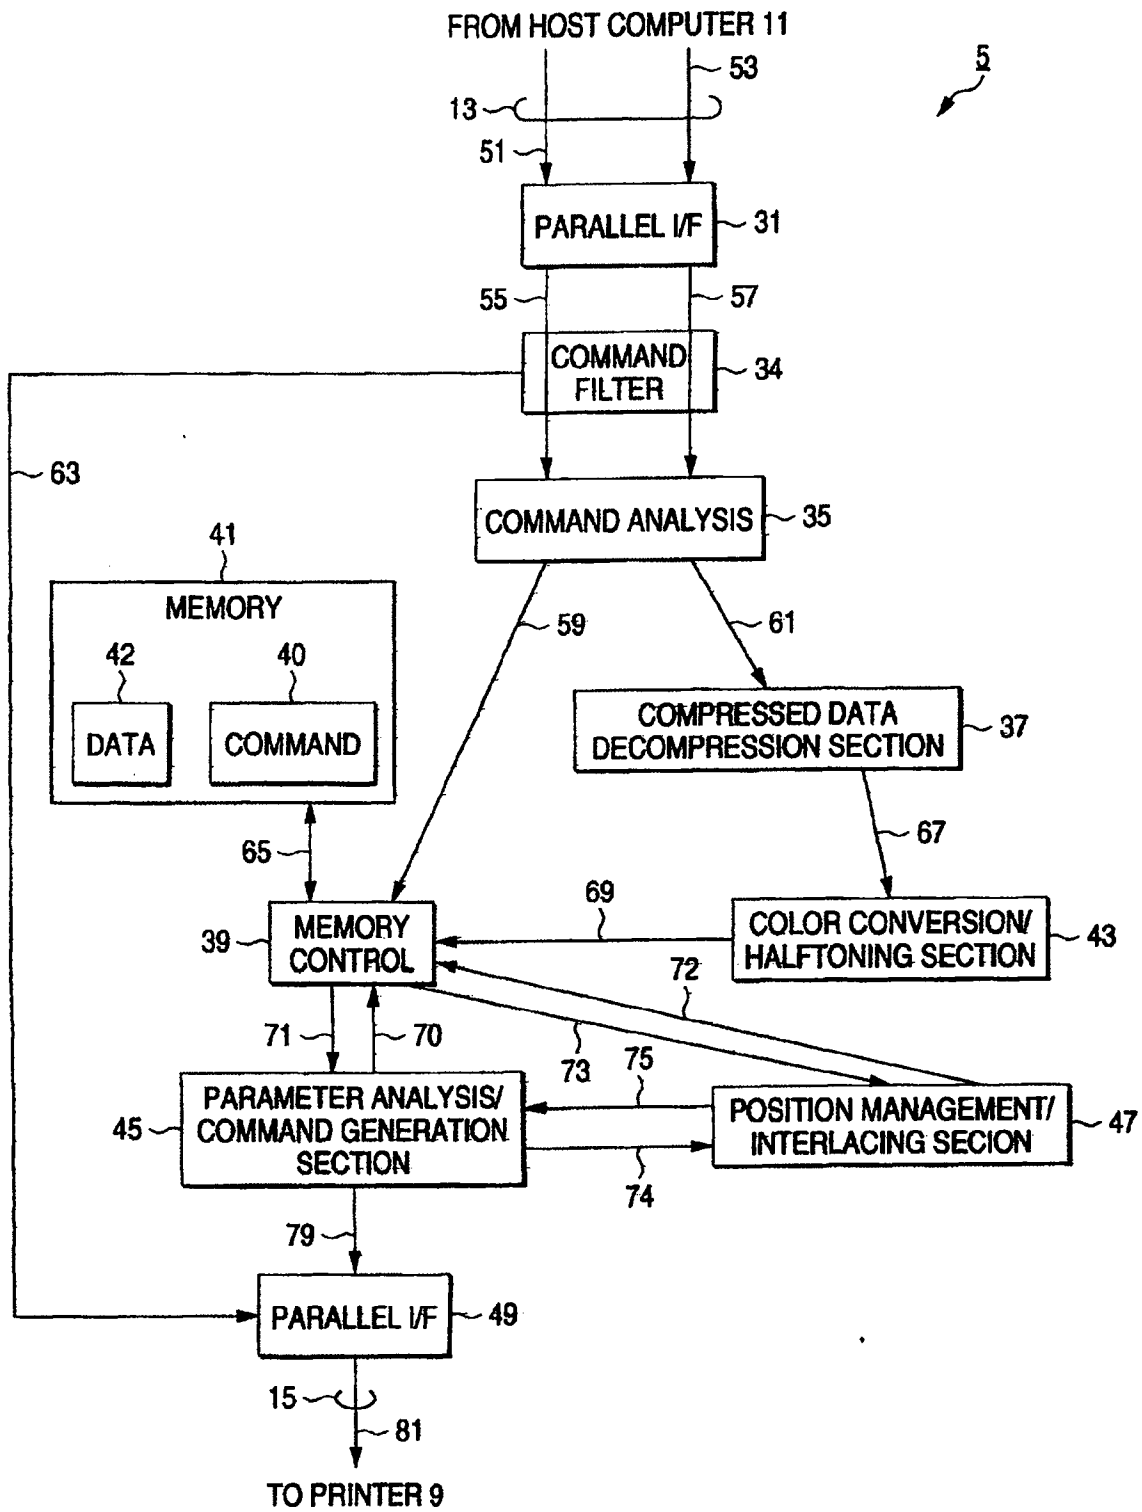 FROM HOST COMPUTER 11
5
53
13
51
PARALLEL I/F
31
55
57
COMMAND
FILTER
34
63
COMMAND ANALYSIS
35
41
MEMORY
59
61
42
40
DATA
COMMAND
COMPRESSED DATA
DECOMPRESSION SECTION
37
65
67
69
MEMORY
CONTROL
39
COLOR CONVERSION/
HALFTONING SECTION
43
72
71
70
73
75
PARAMETER ANALYSIS/
COMMAND GENERATION
SECTION
45
POSITION MANAGEMENT/
INTERLACING SECION
47
74
79
PARALLEL I/F
49
15
81
TO PRINTER 9